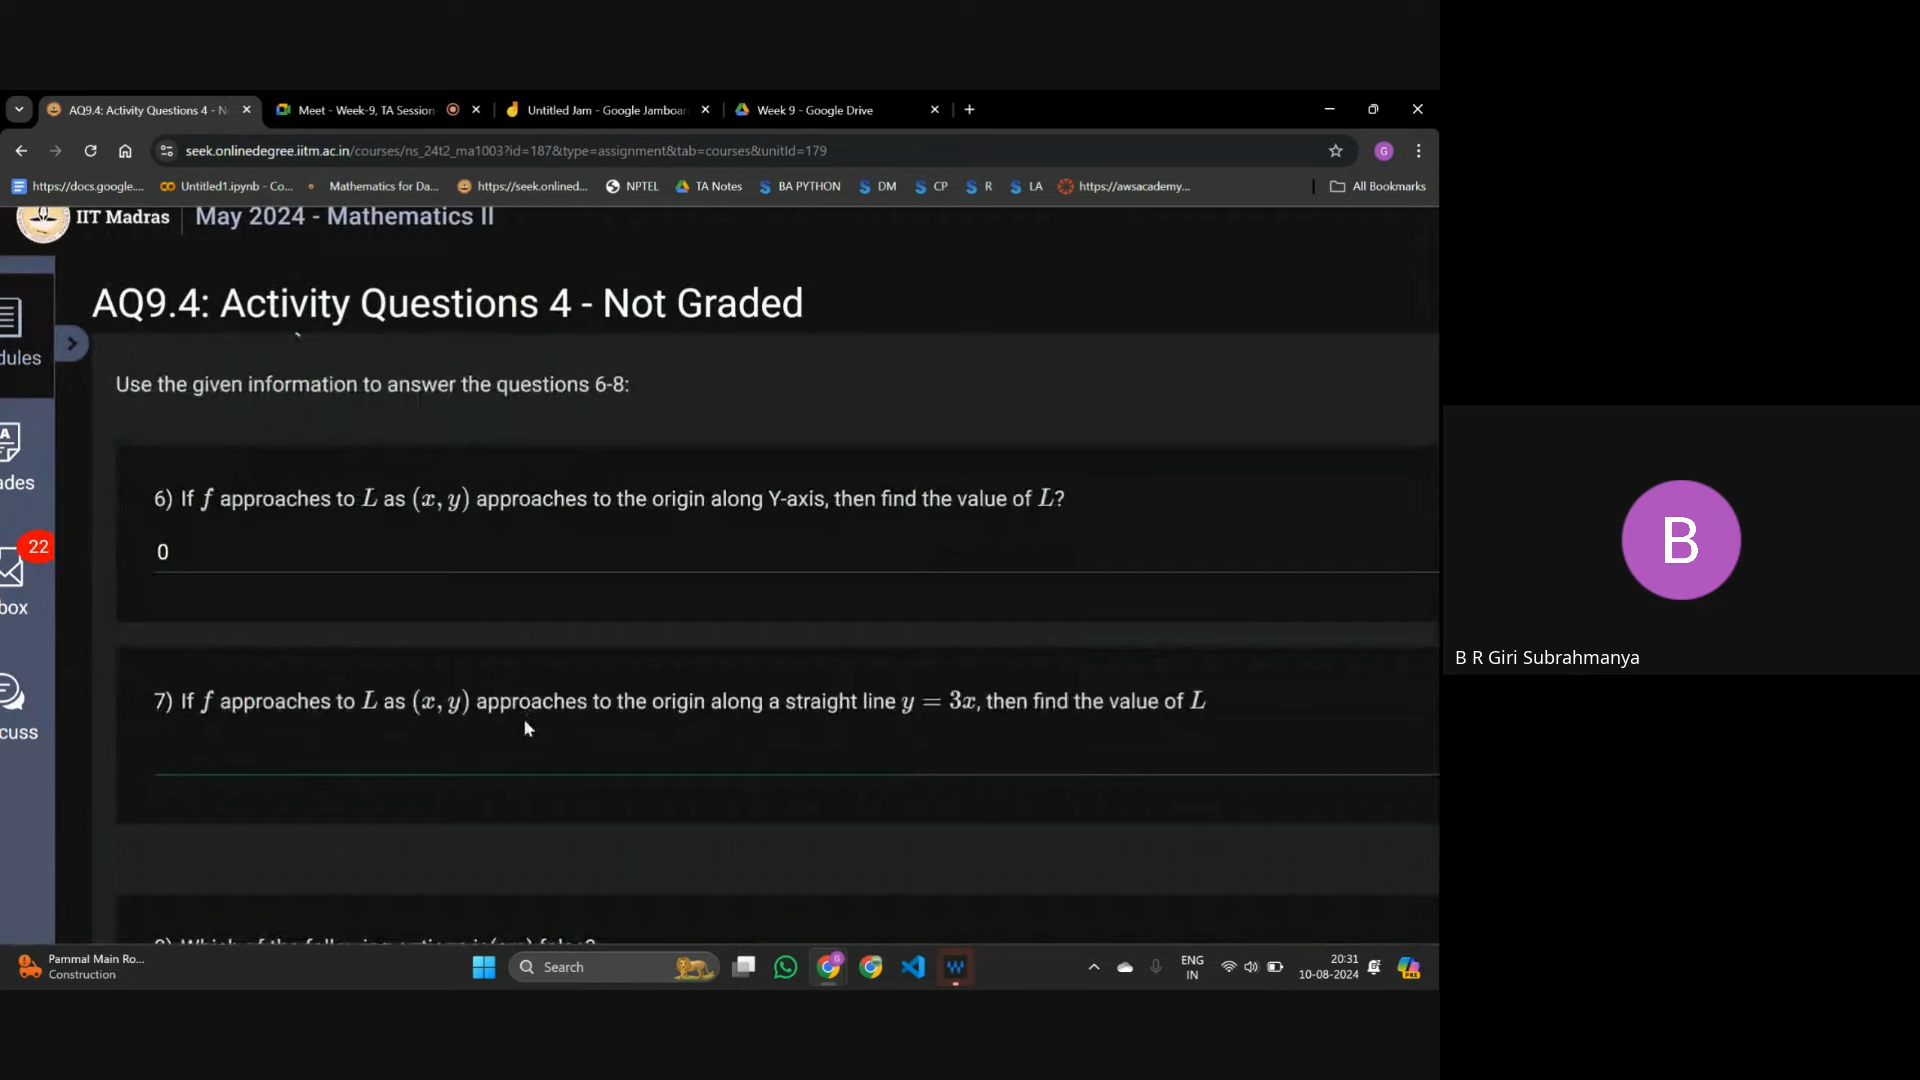 AQ9.4: Activity Questions 4 - N
Meet - Week-9, TA Session
Untitled Jam - Google Jamboar
Week 9 - Google Drive
seek.onlinedegree.iitm.ac.in/courses/ns_24t2_ma1003?id=187&type=assignment&tab=courses&unitId=179
G
https://docs.google....
Untitled1.ipynb - Co...
Mathematics for Da...
https://seek.onlined...
NPTEL
TA Notes
BA PYTHON
DM
CP
R
LA
https://awsacademy...
All Bookmarks
IIT Madras
May 2024 - Mathematics II
AQ9.4: Activity Questions 4 - Not Graded
dules
Use the given information to answer the questions 6-8:
ades
6) If f approaches to L as (x, y) approaches to the origin along Y-axis, then find the value of L?
0
22
box
7) If f approaches to L as (x, y) approaches to the origin along a straight line y = 3x, then find the value of L
cuss
B
B R Giri Subrahmanya
Pammal Main Ro...
Construction
Search
ENG
IN
20:31
10-08-2024